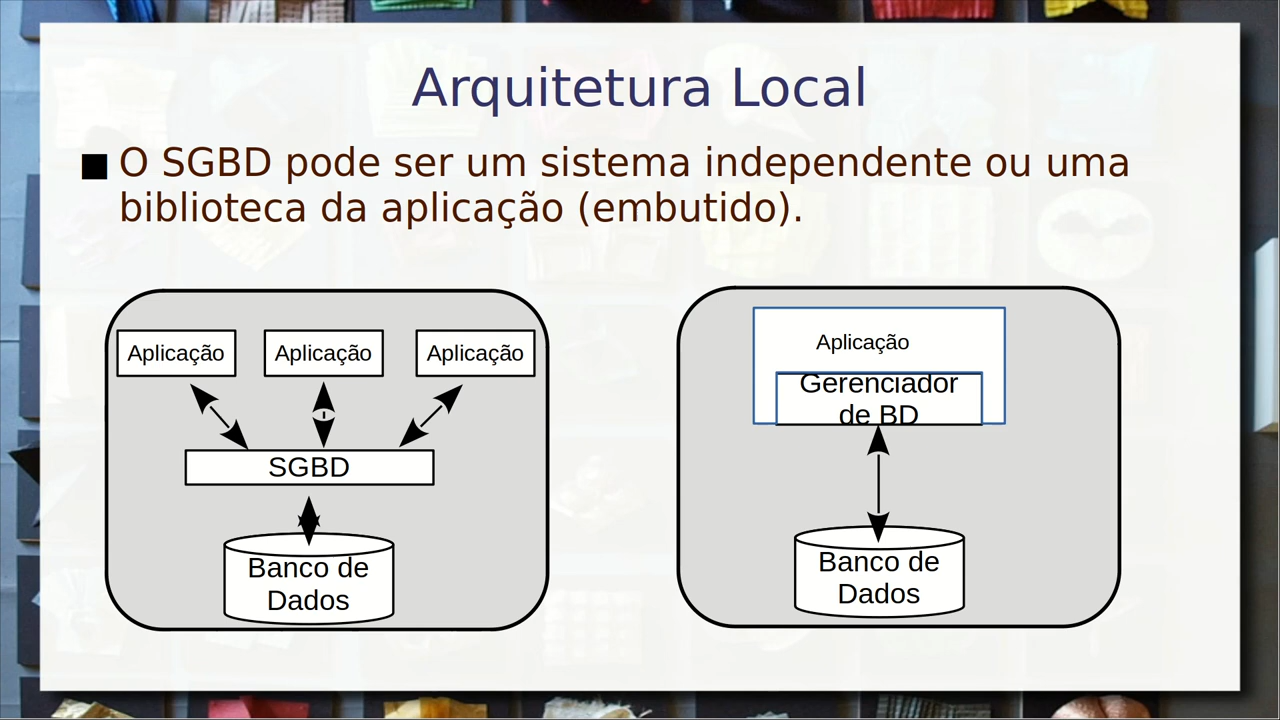 Arquitetura Local
■ O SGBD pode ser um sistema independente ou uma
biblioteca da aplicação (embutido).
Aplicação
Aplicação
Aplicação
SGBD
Banco de
Dados
Aplicação
Gerenciador
de BD
Banco de
Dados